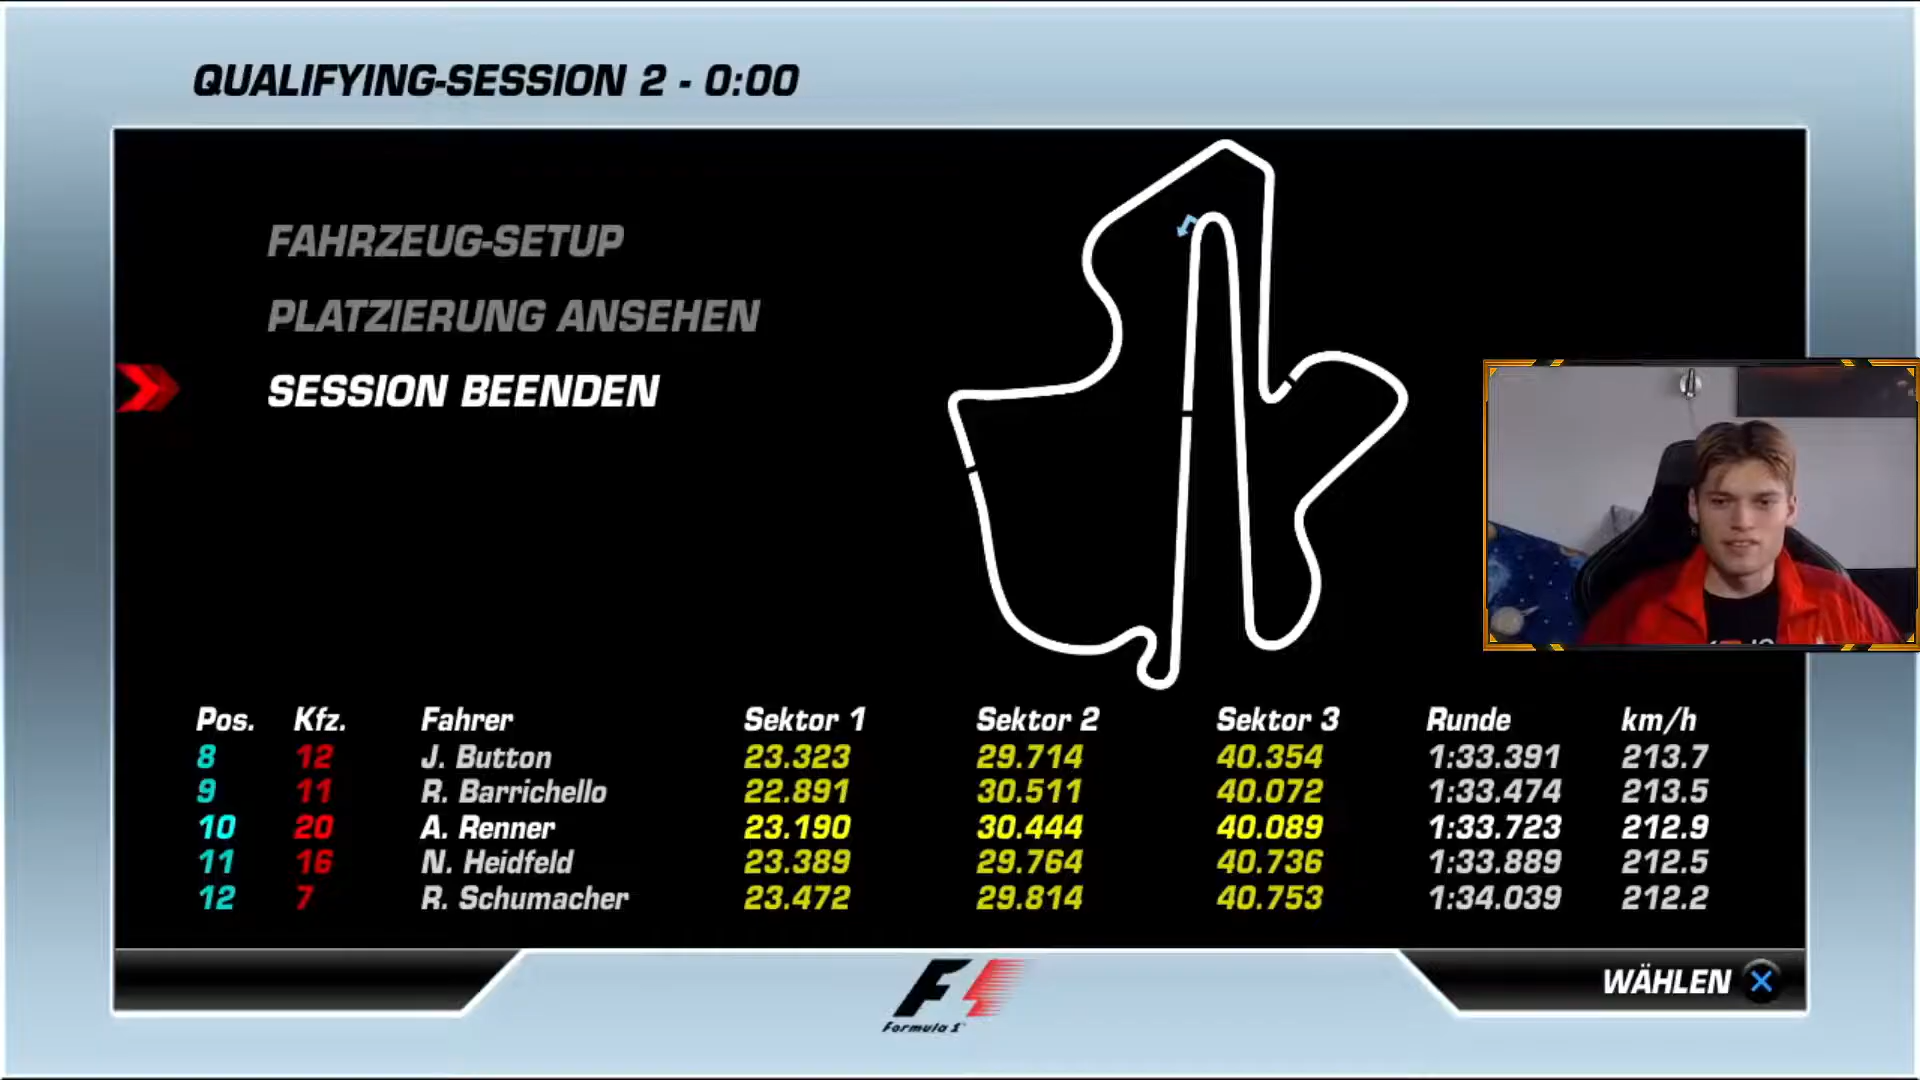 QUALIFYING-SESSION 2 - 0:00
FAHRZEUG-SETUP
PLATZIERUNG ANSEHEN
SESSION BEENDEN
Pos. Kfz. Fahrer Sektor 1 Sektor 2 Sektor 3 Runde km/h
8 12 J. Button 23.323 29.714 40.354 1:33.391 213.7
9 11 R. Barrichello 22.891 30.511 40.072 1:33.474 213.5
10 20 A. Renner 23.190 30.444 40.089 1:33.723 212.9
11 16 N. Heidfeld 23.389 29.764 40.736 1:33.889 212.5
12 7 R. Schumacher 23.472 29.814 40.753 1:34.039 212.2
F1
Formula 1
WÄHLEN